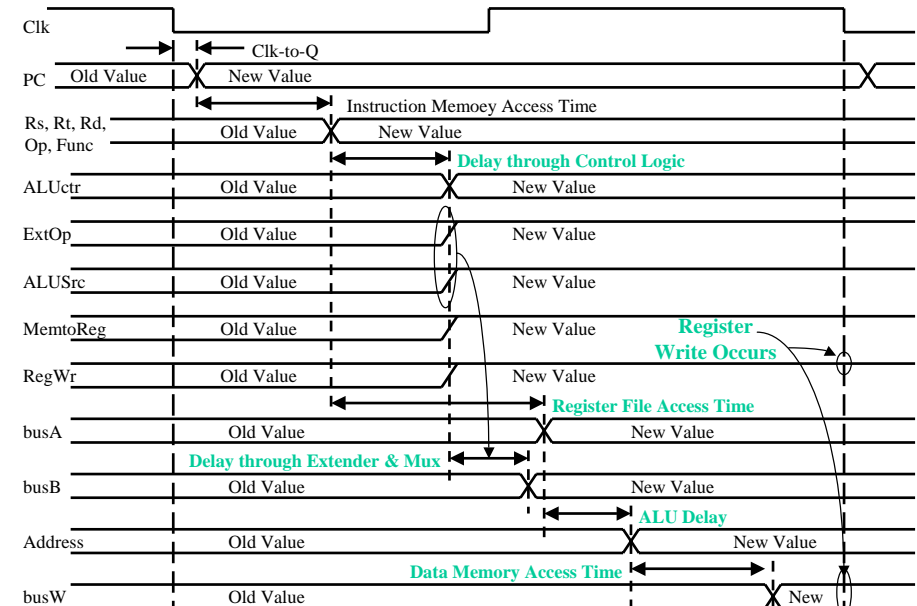 Clk
Clk-to-Q
PC Old Value New Value
Instruction Memoey Access Time
Rs, Rt, Rd,
Op, Func
Old Value New Value
Delay through Control Logic
ALUctr Old Value New Value
ExtOp Old Value New Value
ALUSrc Old Value New Value
MemtoReg Old Value New Value
Register
Write Occurs
RegWr Old Value New Value
Register File Access Time
busA Old Value New Value
Delay through Extender & Mux
busB Old Value New Value
ALU Delay
Address Old Value New Value
Data Memory Access Time
busW Old Value New